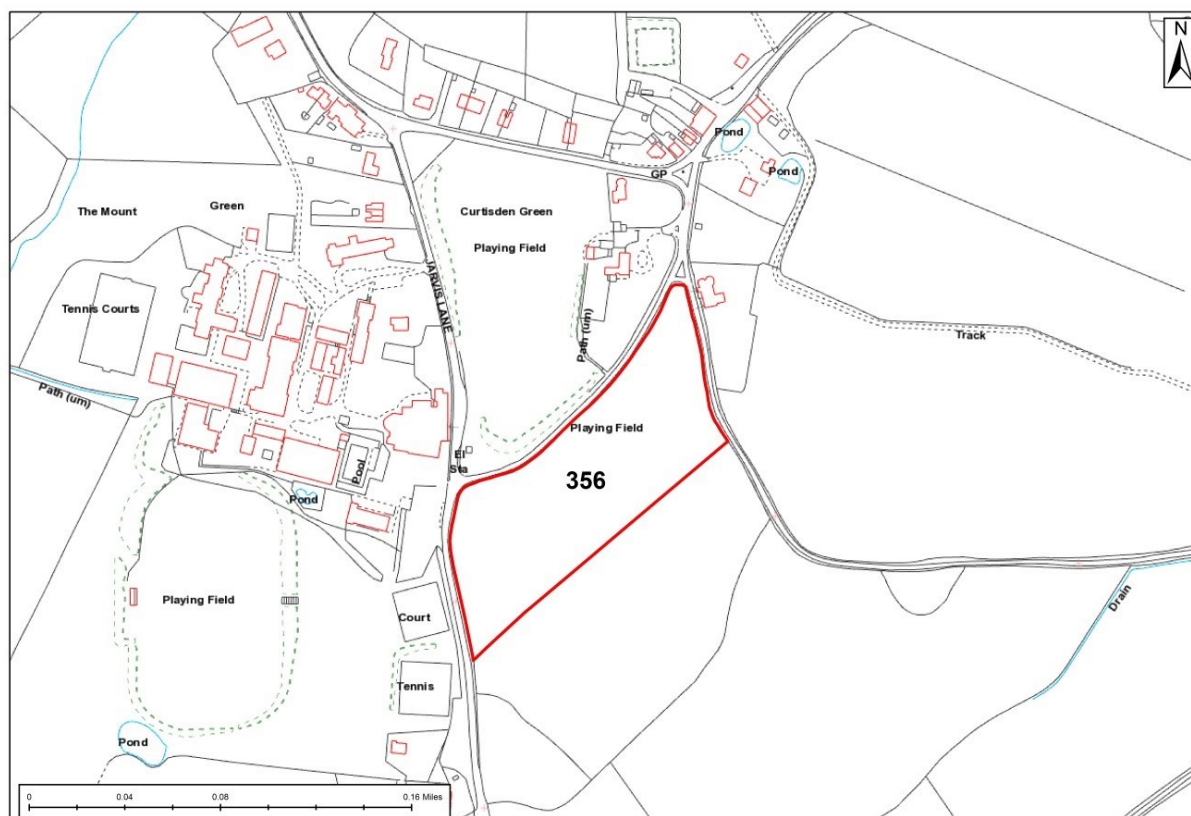 N
Pond
Pond
GP
The Mount
Green
Curtisden Green
Playing Field
JARVIS LANE
Tennis Courts
Path (um)
Track
Path (um)
Playing Field
El
Sta
356
Pool
Pond
Playing Field
Court
Drain
Tennis
Pond
0 0.04 0.08 0.16 Miles